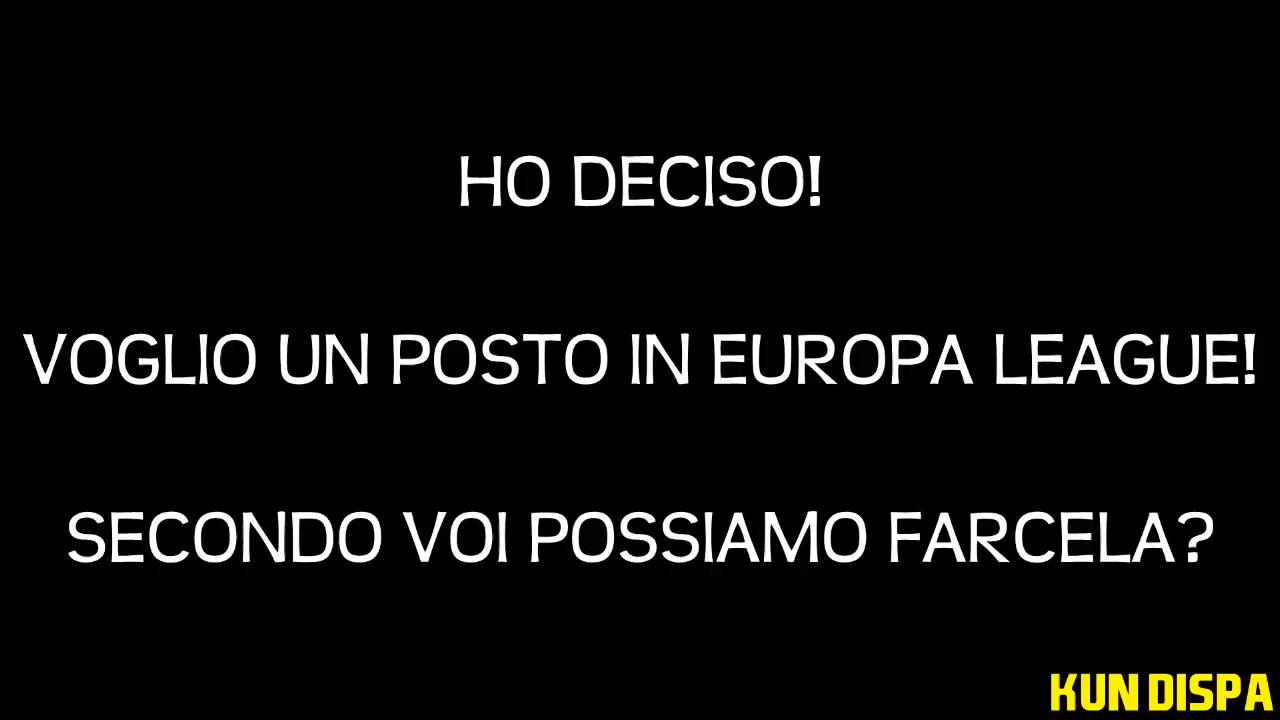 HO DECISO!
VOGLIO UN POSTO IN EUROPA LEAGUE!
SECONDO VOI POSSIAMO FARCELA?
KUN DISPA